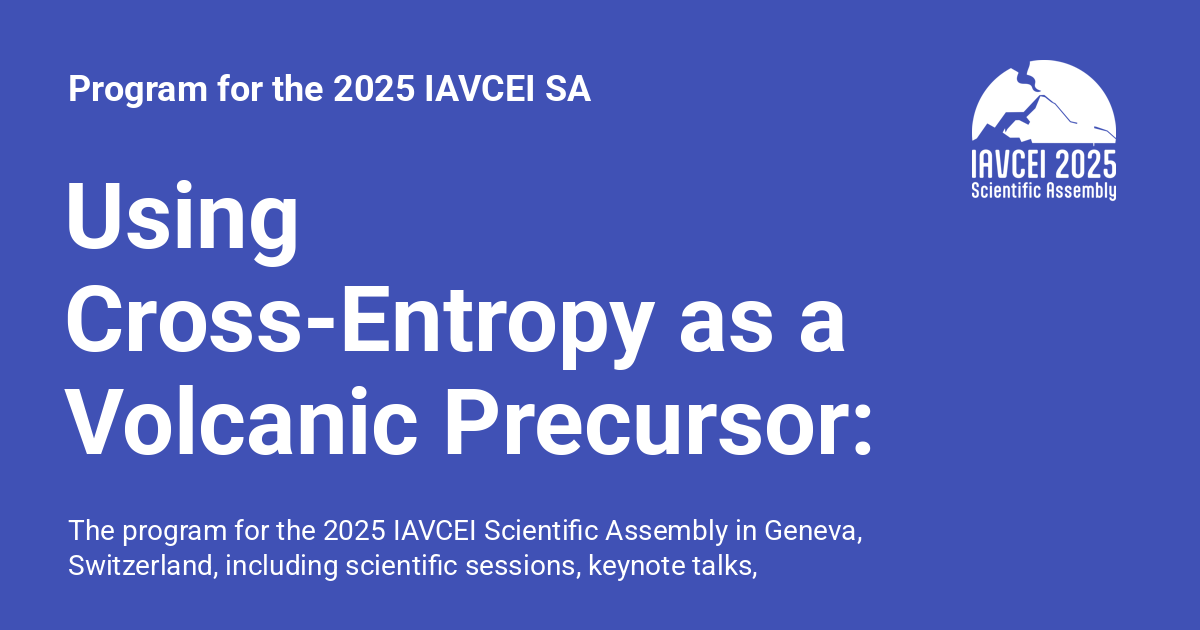 Program for the 2025 IAVCEI SA
IAVCEI 2025
Scientific Assembly
Using
Cross-Entropy as a
Volcanic Precursor:
The program for the 2025 IAVCEI Scientific Assembly in Geneva,
Switzerland, including scientific sessions, keynote talks,